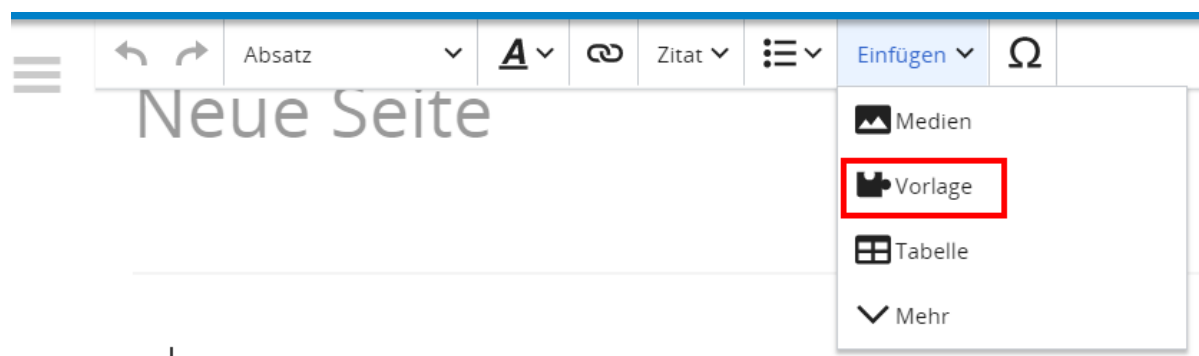 Absatz A Zitat Einfügen Ω
Neue Seite
Medien
Vorlage
Tabelle
Mehr